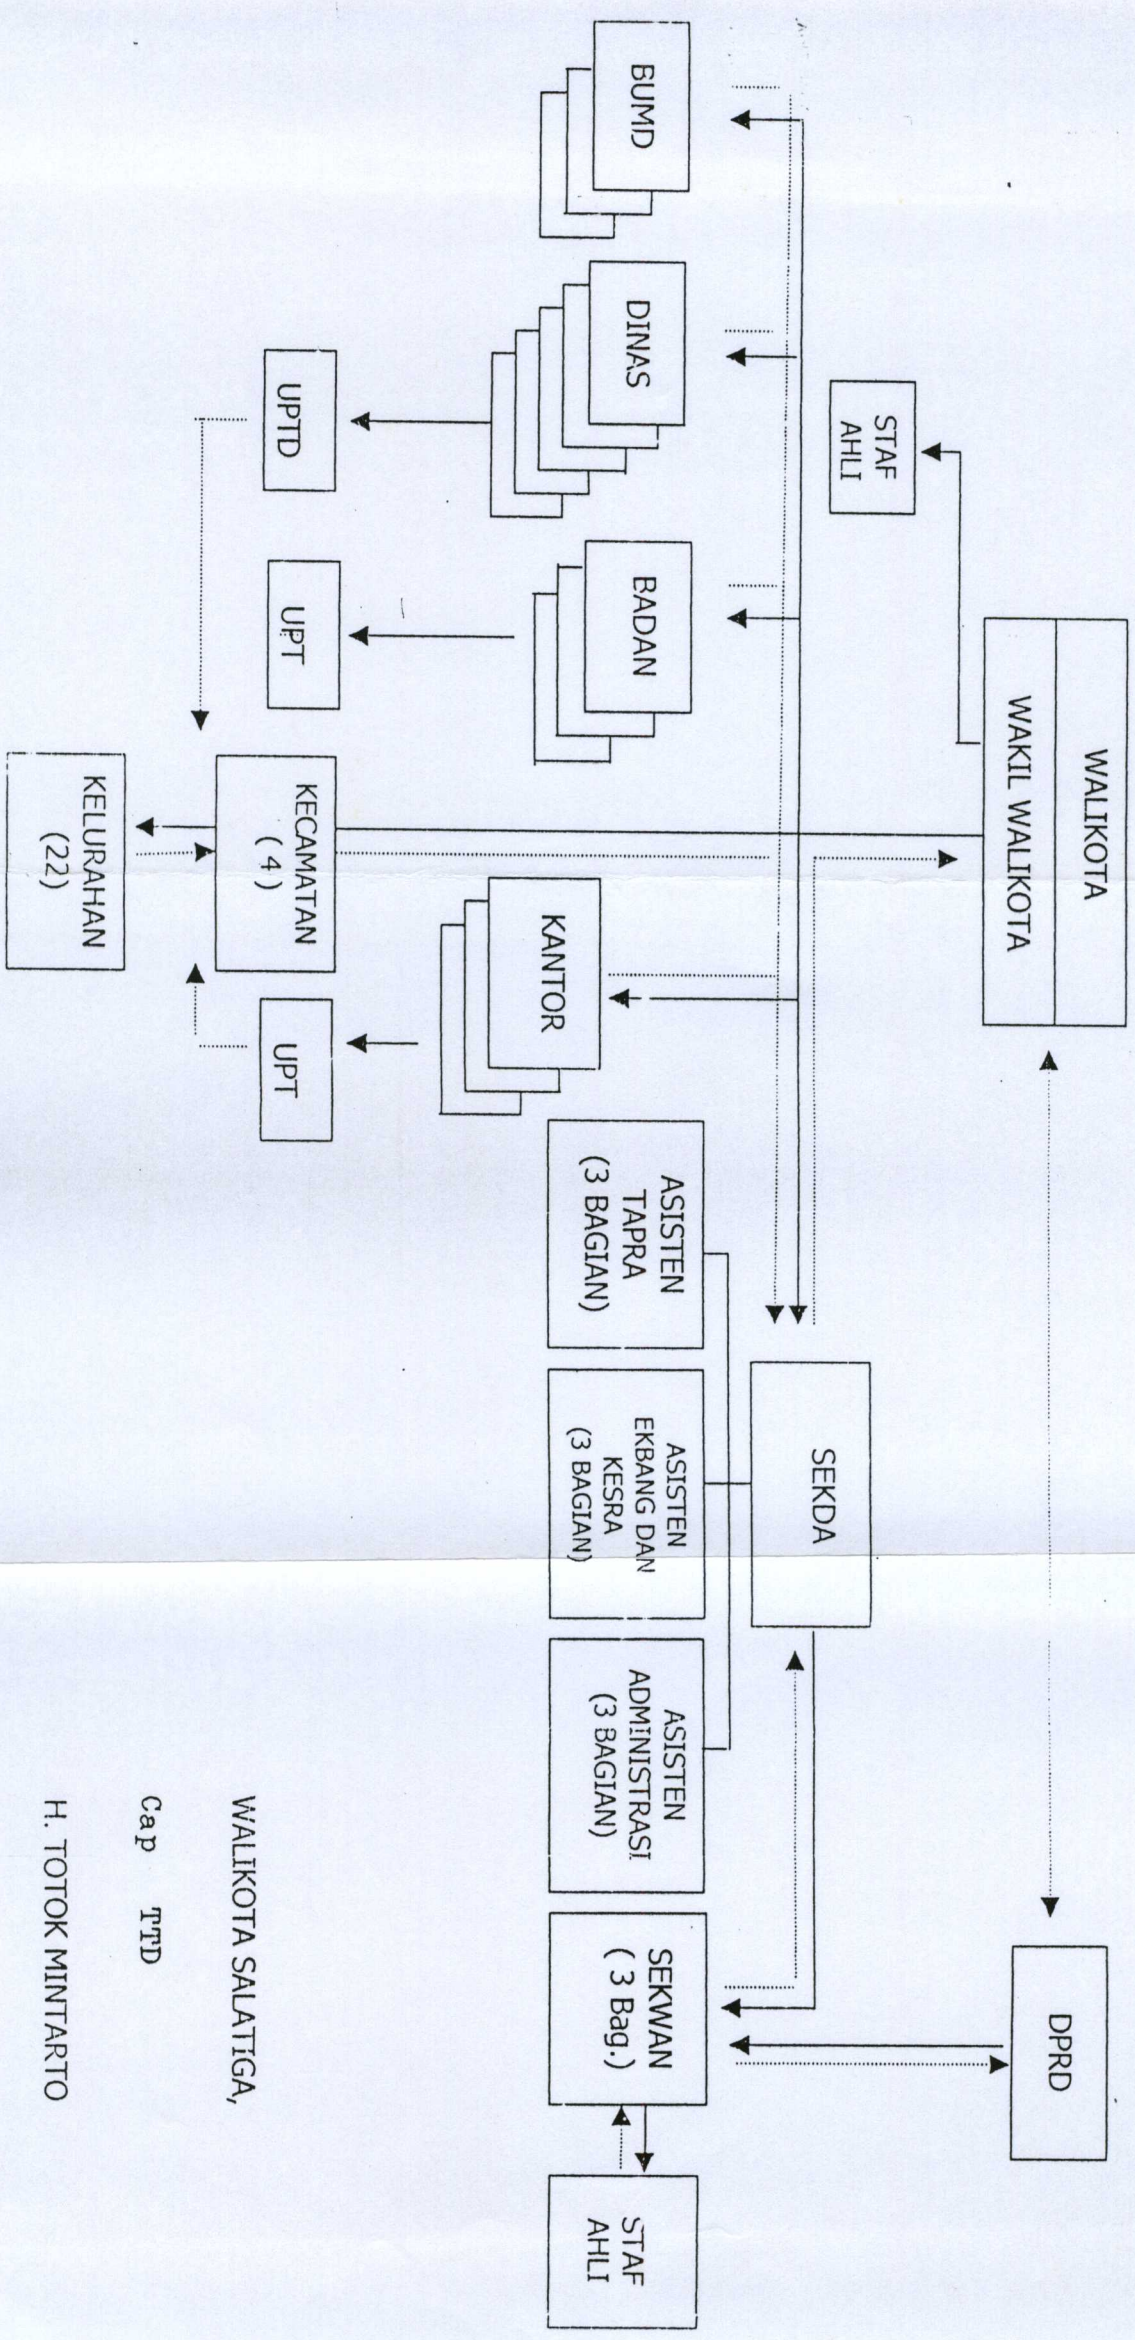 WALIKOTA
WAKIL WALIKOTA
DPRD
STAF
AHLI
SEKDA
BUMD
DINAS
BADAN
KANTOR
ASISTEN
TAPRA
(3 BAGIAN)
ASISTEN
EKBANG DAN
KESRA
(3 BAGIAN)
ASISTEN
ADMINISTRASI
(3 BAGIAN)
SEKWAN
( 3 Bag.)
STAF
AHLI
UPTD
UPT
KECAMATAN
( 4 )
UPT
KELURAHAN
(22)
WALIKOTA SALATIGA,
Cap TTD
H. TOTOK MINTARTO